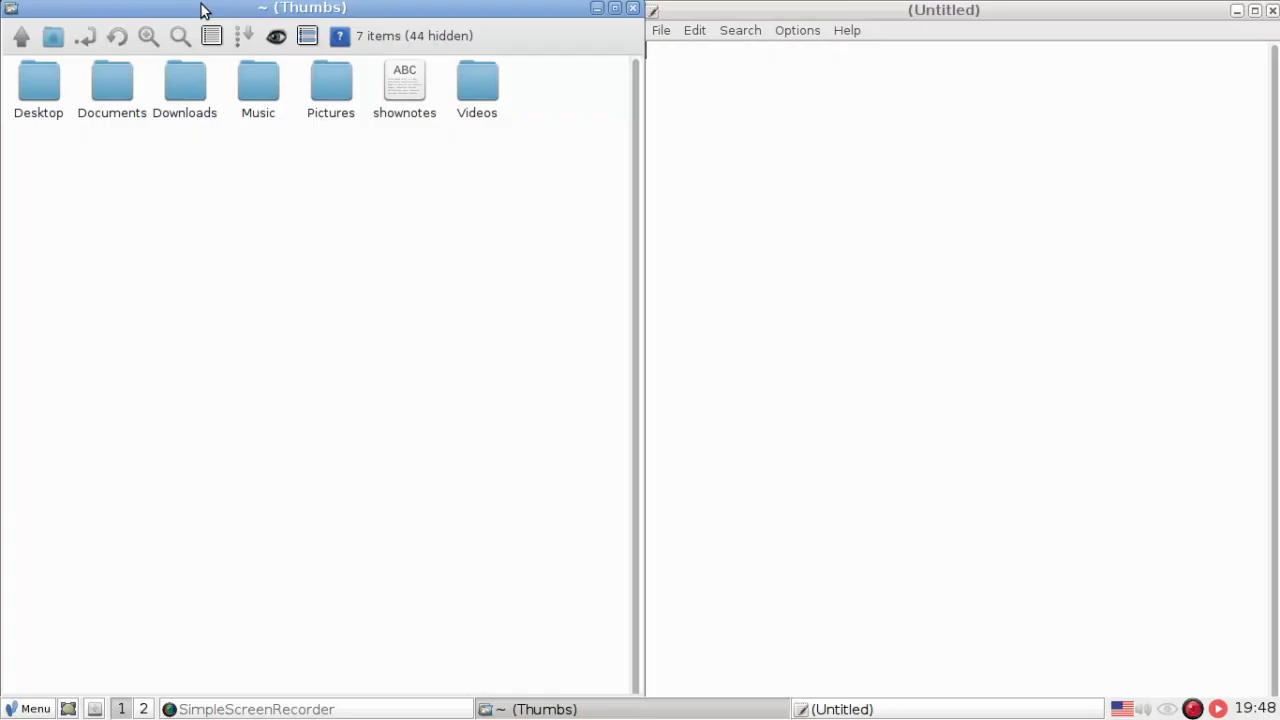 ~ (Thumbs)
? 7 items (44 hidden)
Desktop Documents Downloads Music Pictures shownotes Videos
ABC
(Untitled)
File Edit Search Options Help
Menu 1 2 SimpleScreenRecorder ~ (Thumbs) (Untitled) 19:48